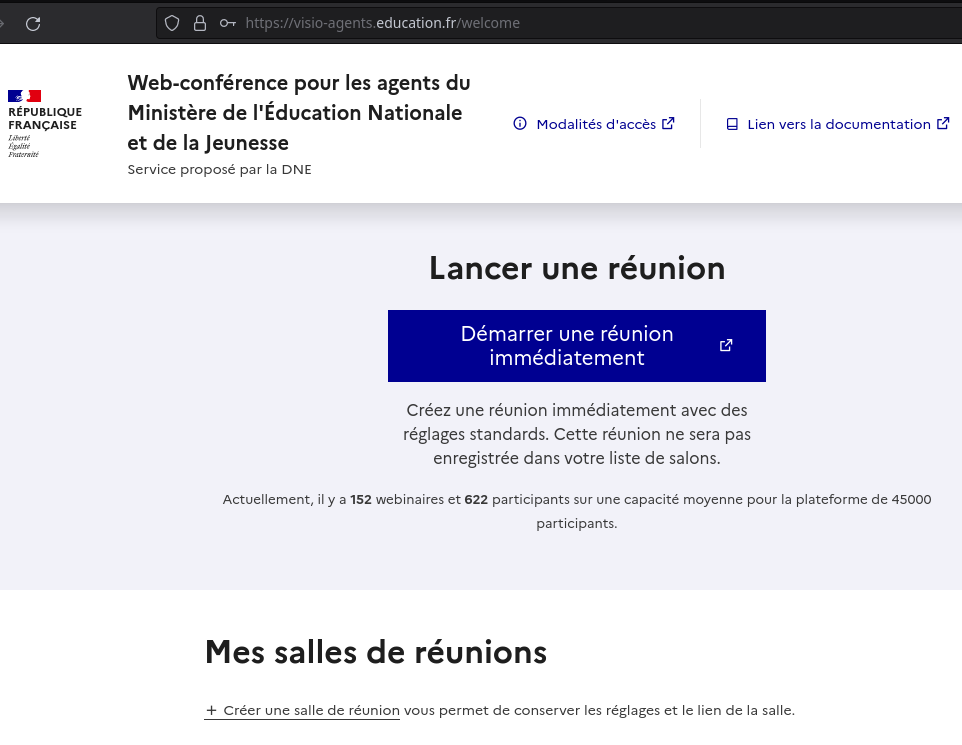 https://visio-agents.education.fr/welcome
RÉPUBLIQUE
FRANÇAISE
Liberté
Égalité
Fraternité
Web-conférence pour les agents du
Ministère de l'Éducation Nationale
et de la Jeunesse
Service proposé par la DNE
Modalités d'accès
Lien vers la documentation
Lancer une réunion
Démarrer une réunion
immédiatement
Créez une réunion immédiatement avec des
réglages standards. Cette réunion ne sera pas
enregistrée dans votre liste de salons.
Actuellement, il y a 152 webinaires et 622 participants sur une capacité moyenne pour la plateforme de 45000
participants.
Mes salles de réunions
+ Créer une salle de réunion vous permet de conserver les réglages et le lien de la salle.